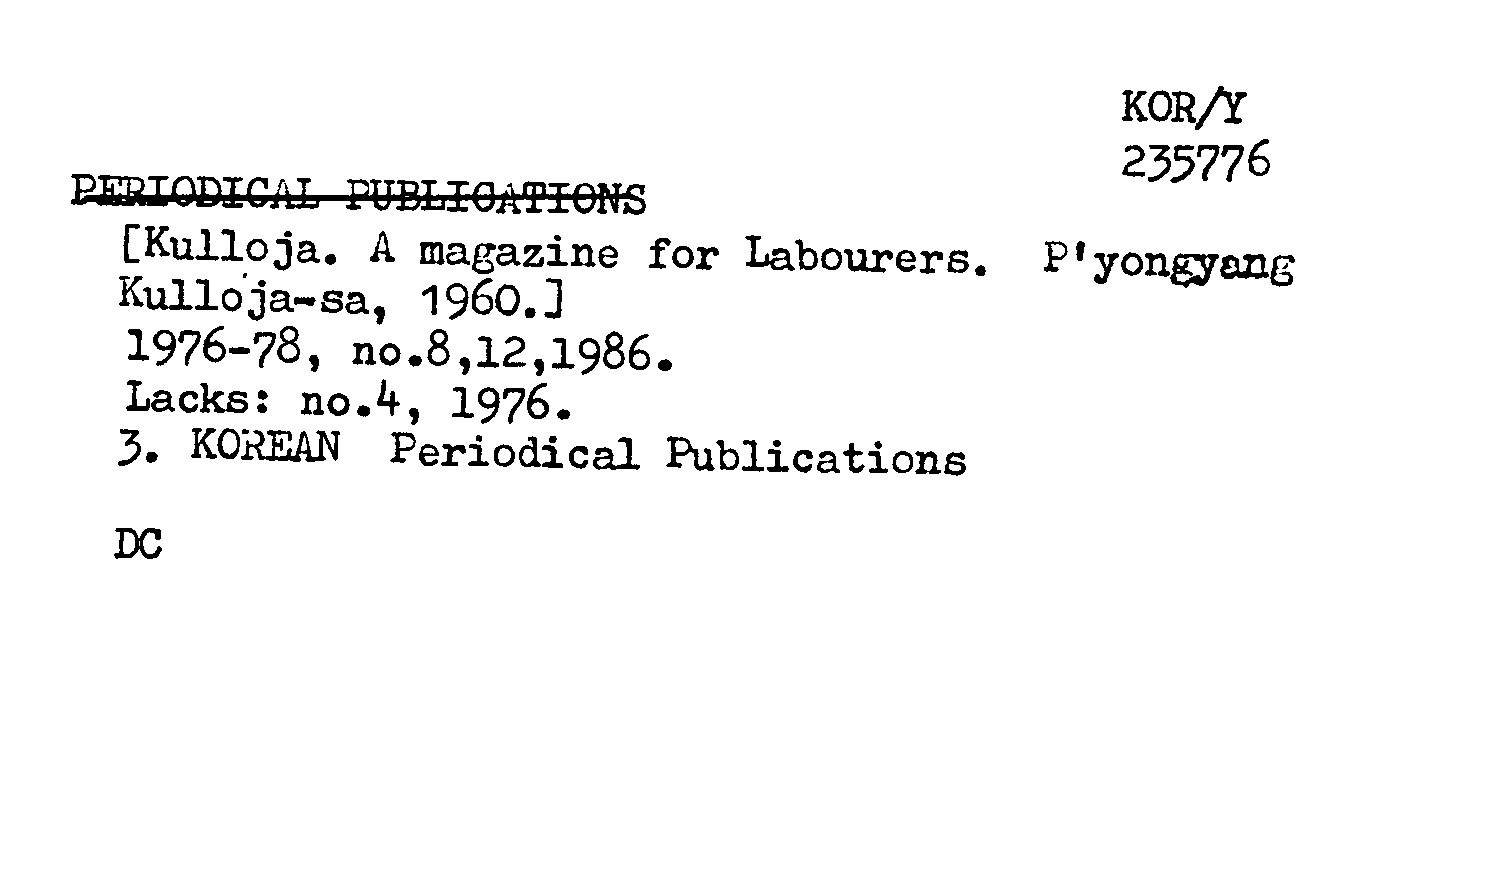 KOR/Y
235776
PERIODICAL PUBLICATIONS
[Kulloja. A magazine for Labourers. P'yongyang
Kulloja-sa, 1960.]
1976-78, no.8,12,1986.
Lacks: no.4, 1976.
3. KOREAN Periodical Publications
DC